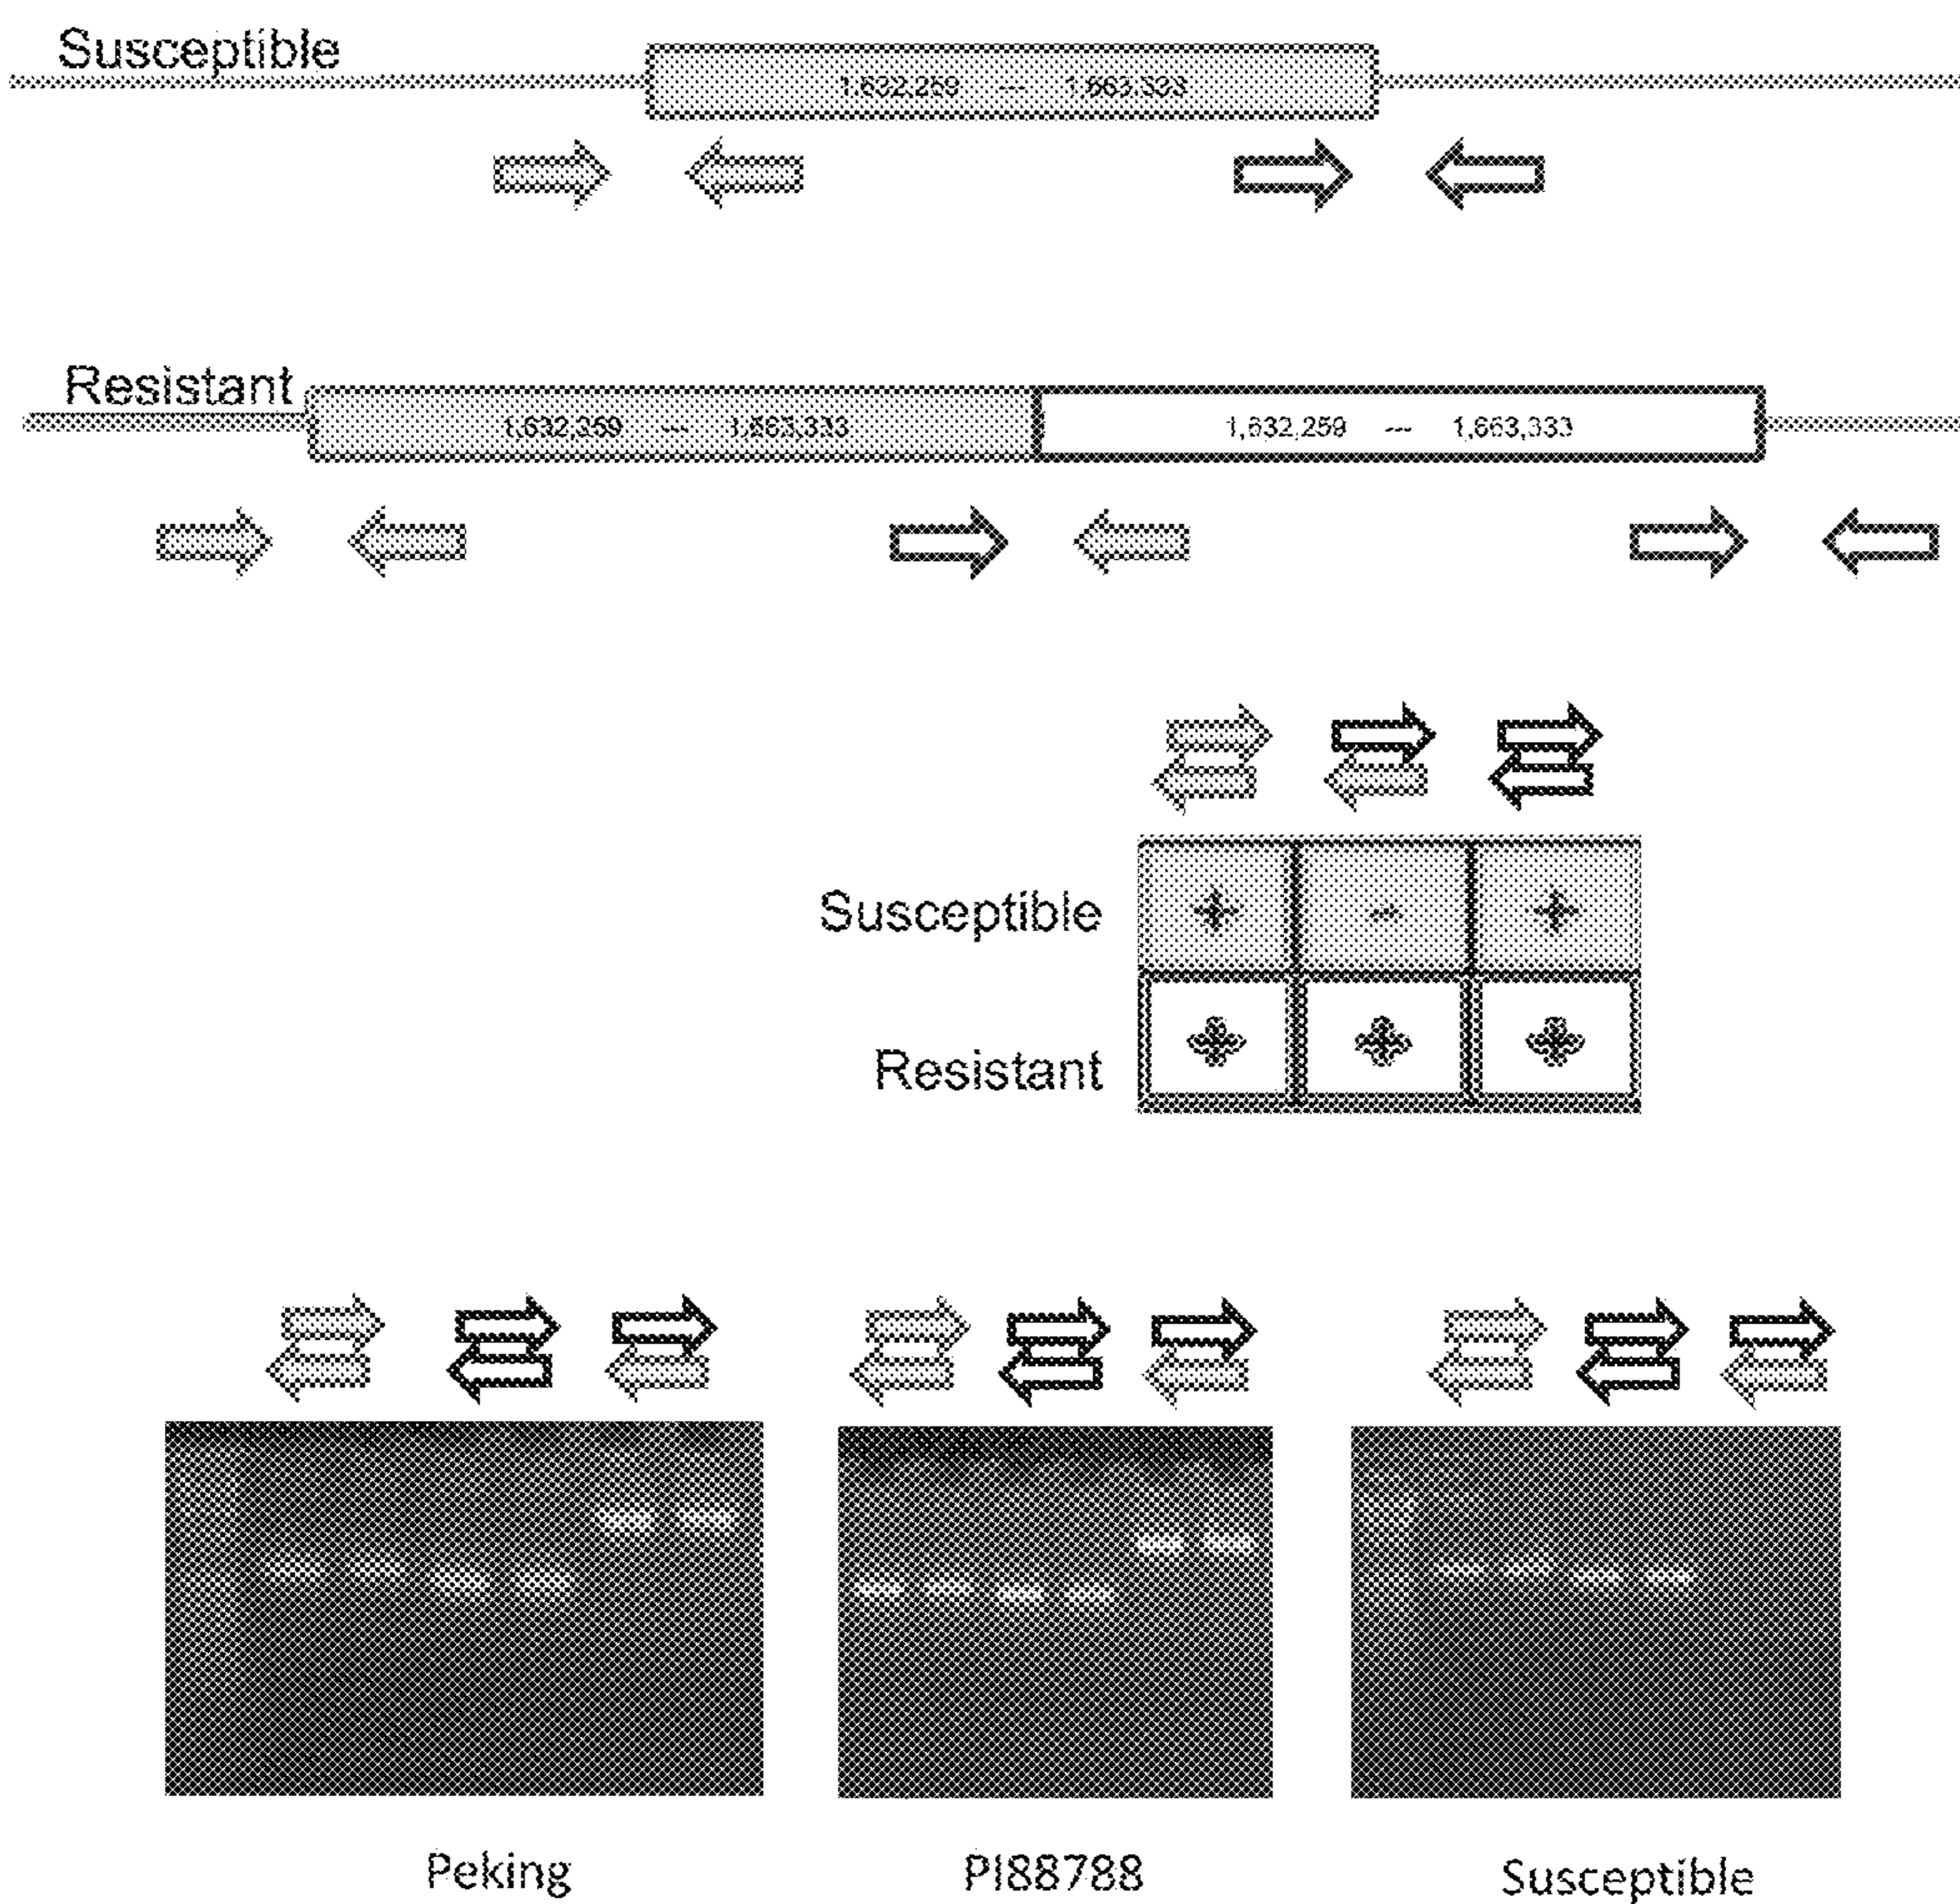 Susceptible
1,632,259 --- 1,663,333
Resistant
1,632,259 --- 1,663,333 1,632,259 --- 1,663,333
Susceptible + - +
Resistant + + +
Peking PI88788 Susceptible